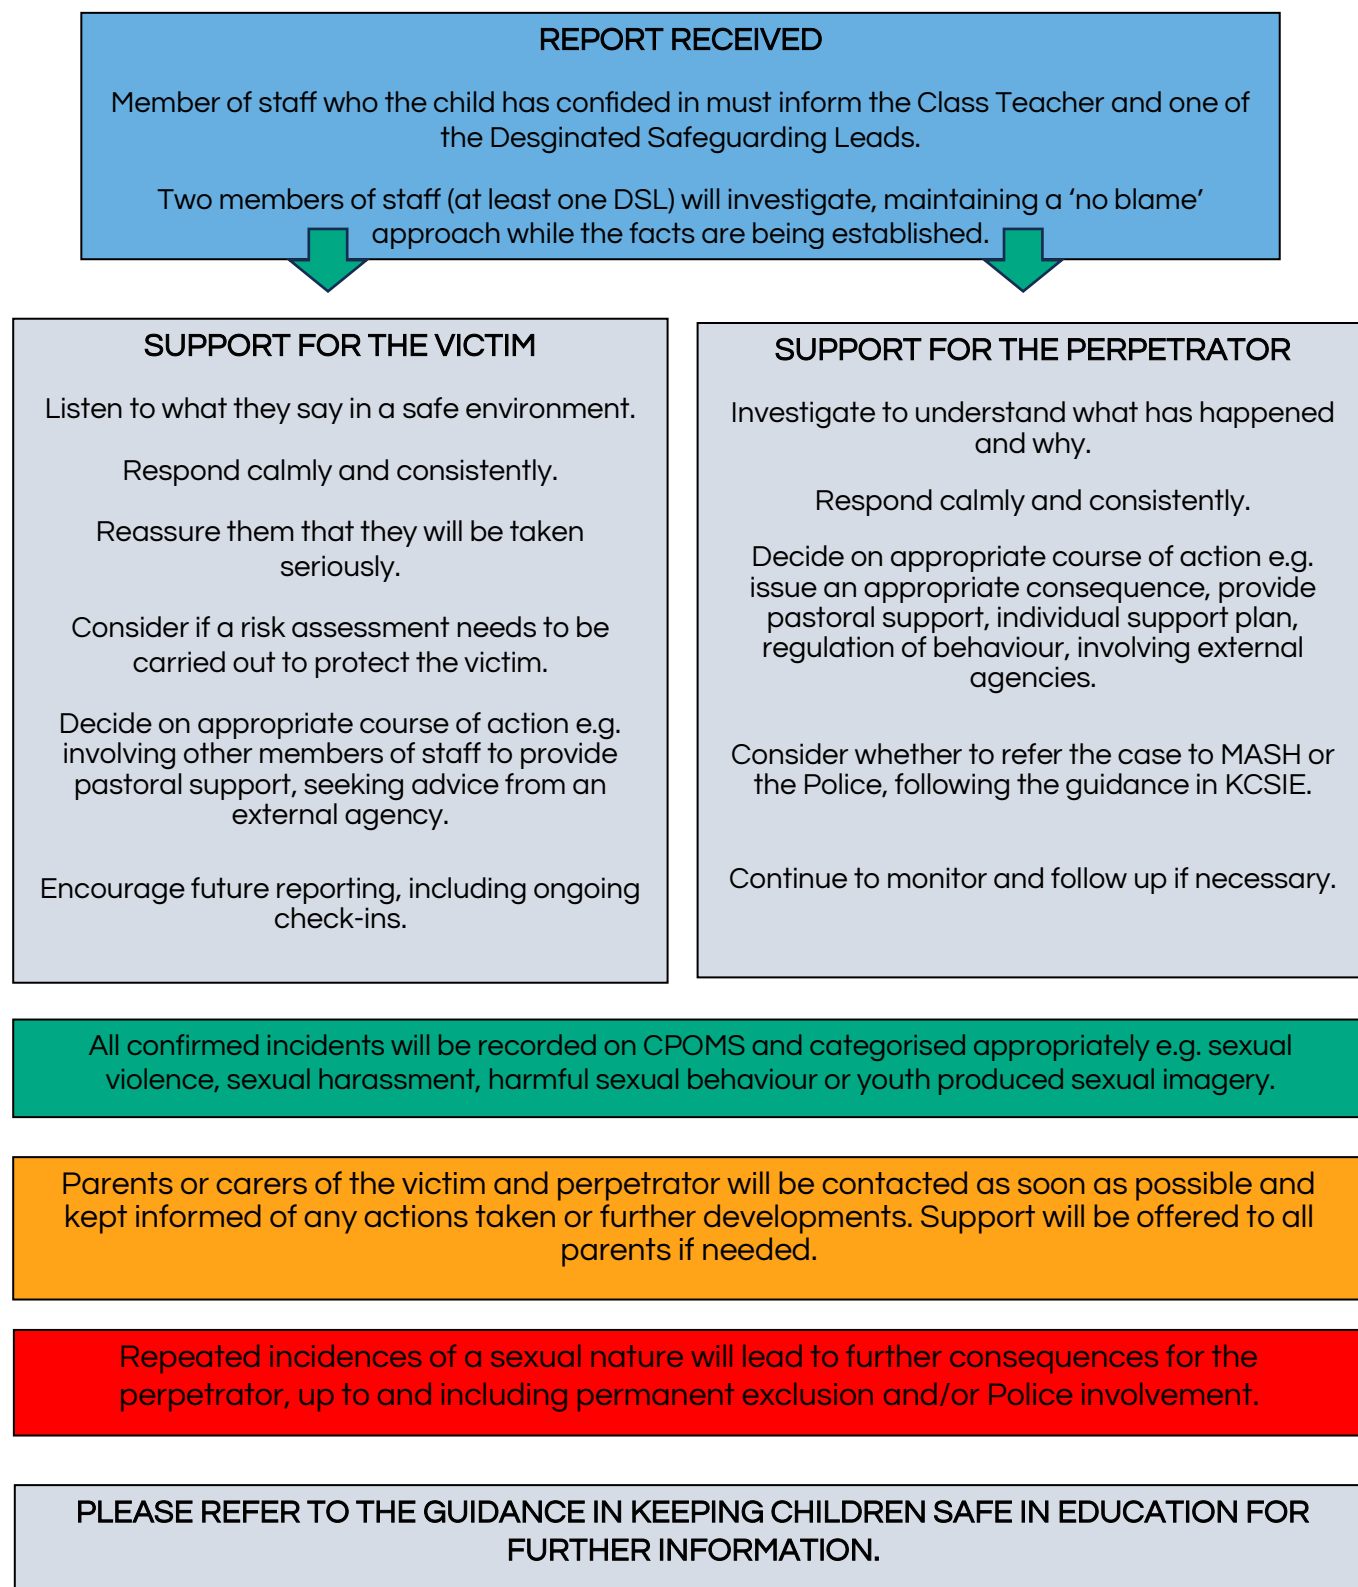 REPORT RECEIVED
Member of staff who the child has confided in must inform the Class Teacher and one of
the Desginated Safeguarding Leads.
Two members of staff (at least one DSL) will investigate, maintaining a ‘no blame’
approach while the facts are being established.
SUPPORT FOR THE VICTIM
Listen to what they say in a safe environment.
Respond calmly and consistently.
Reassure them that they will be taken
seriously.
Consider if a risk assessment needs to be
carried out to protect the victim.
Decide on appropriate course of action e.g.
involving other members of staff to provide
pastoral support, seeking advice from an
external agency.
Encourage future reporting, including ongoing
check-ins.
SUPPORT FOR THE PERPETRATOR
Investigate to understand what has happened
and why.
Respond calmly and consistently.
Decide on appropriate course of action e.g.
issue an appropriate consequence, provide
pastoral support, individual support plan,
regulation of behaviour, involving external
agencies.
Consider whether to refer the case to MASH or
the Police, following the guidance in KCSIE.
Continue to monitor and follow up if necessary.
All confirmed incidents will be recorded on CPOMS and categorised appropriately e.g. sexual
violence, sexual harassment, harmful sexual behaviour or youth produced sexual imagery.
Parents or carers of the victim and perpetrator will be contacted as soon as possible and
kept informed of any actions taken or further developments. Support will be offered to all
parents if needed.
Repeated incidences of a sexual nature will lead to further consequences for the
perpetrator, up to and including permanent exclusion and/or Police involvement.
PLEASE REFER TO THE GUIDANCE IN KEEPING CHILDREN SAFE IN EDUCATION FOR
FURTHER INFORMATION.